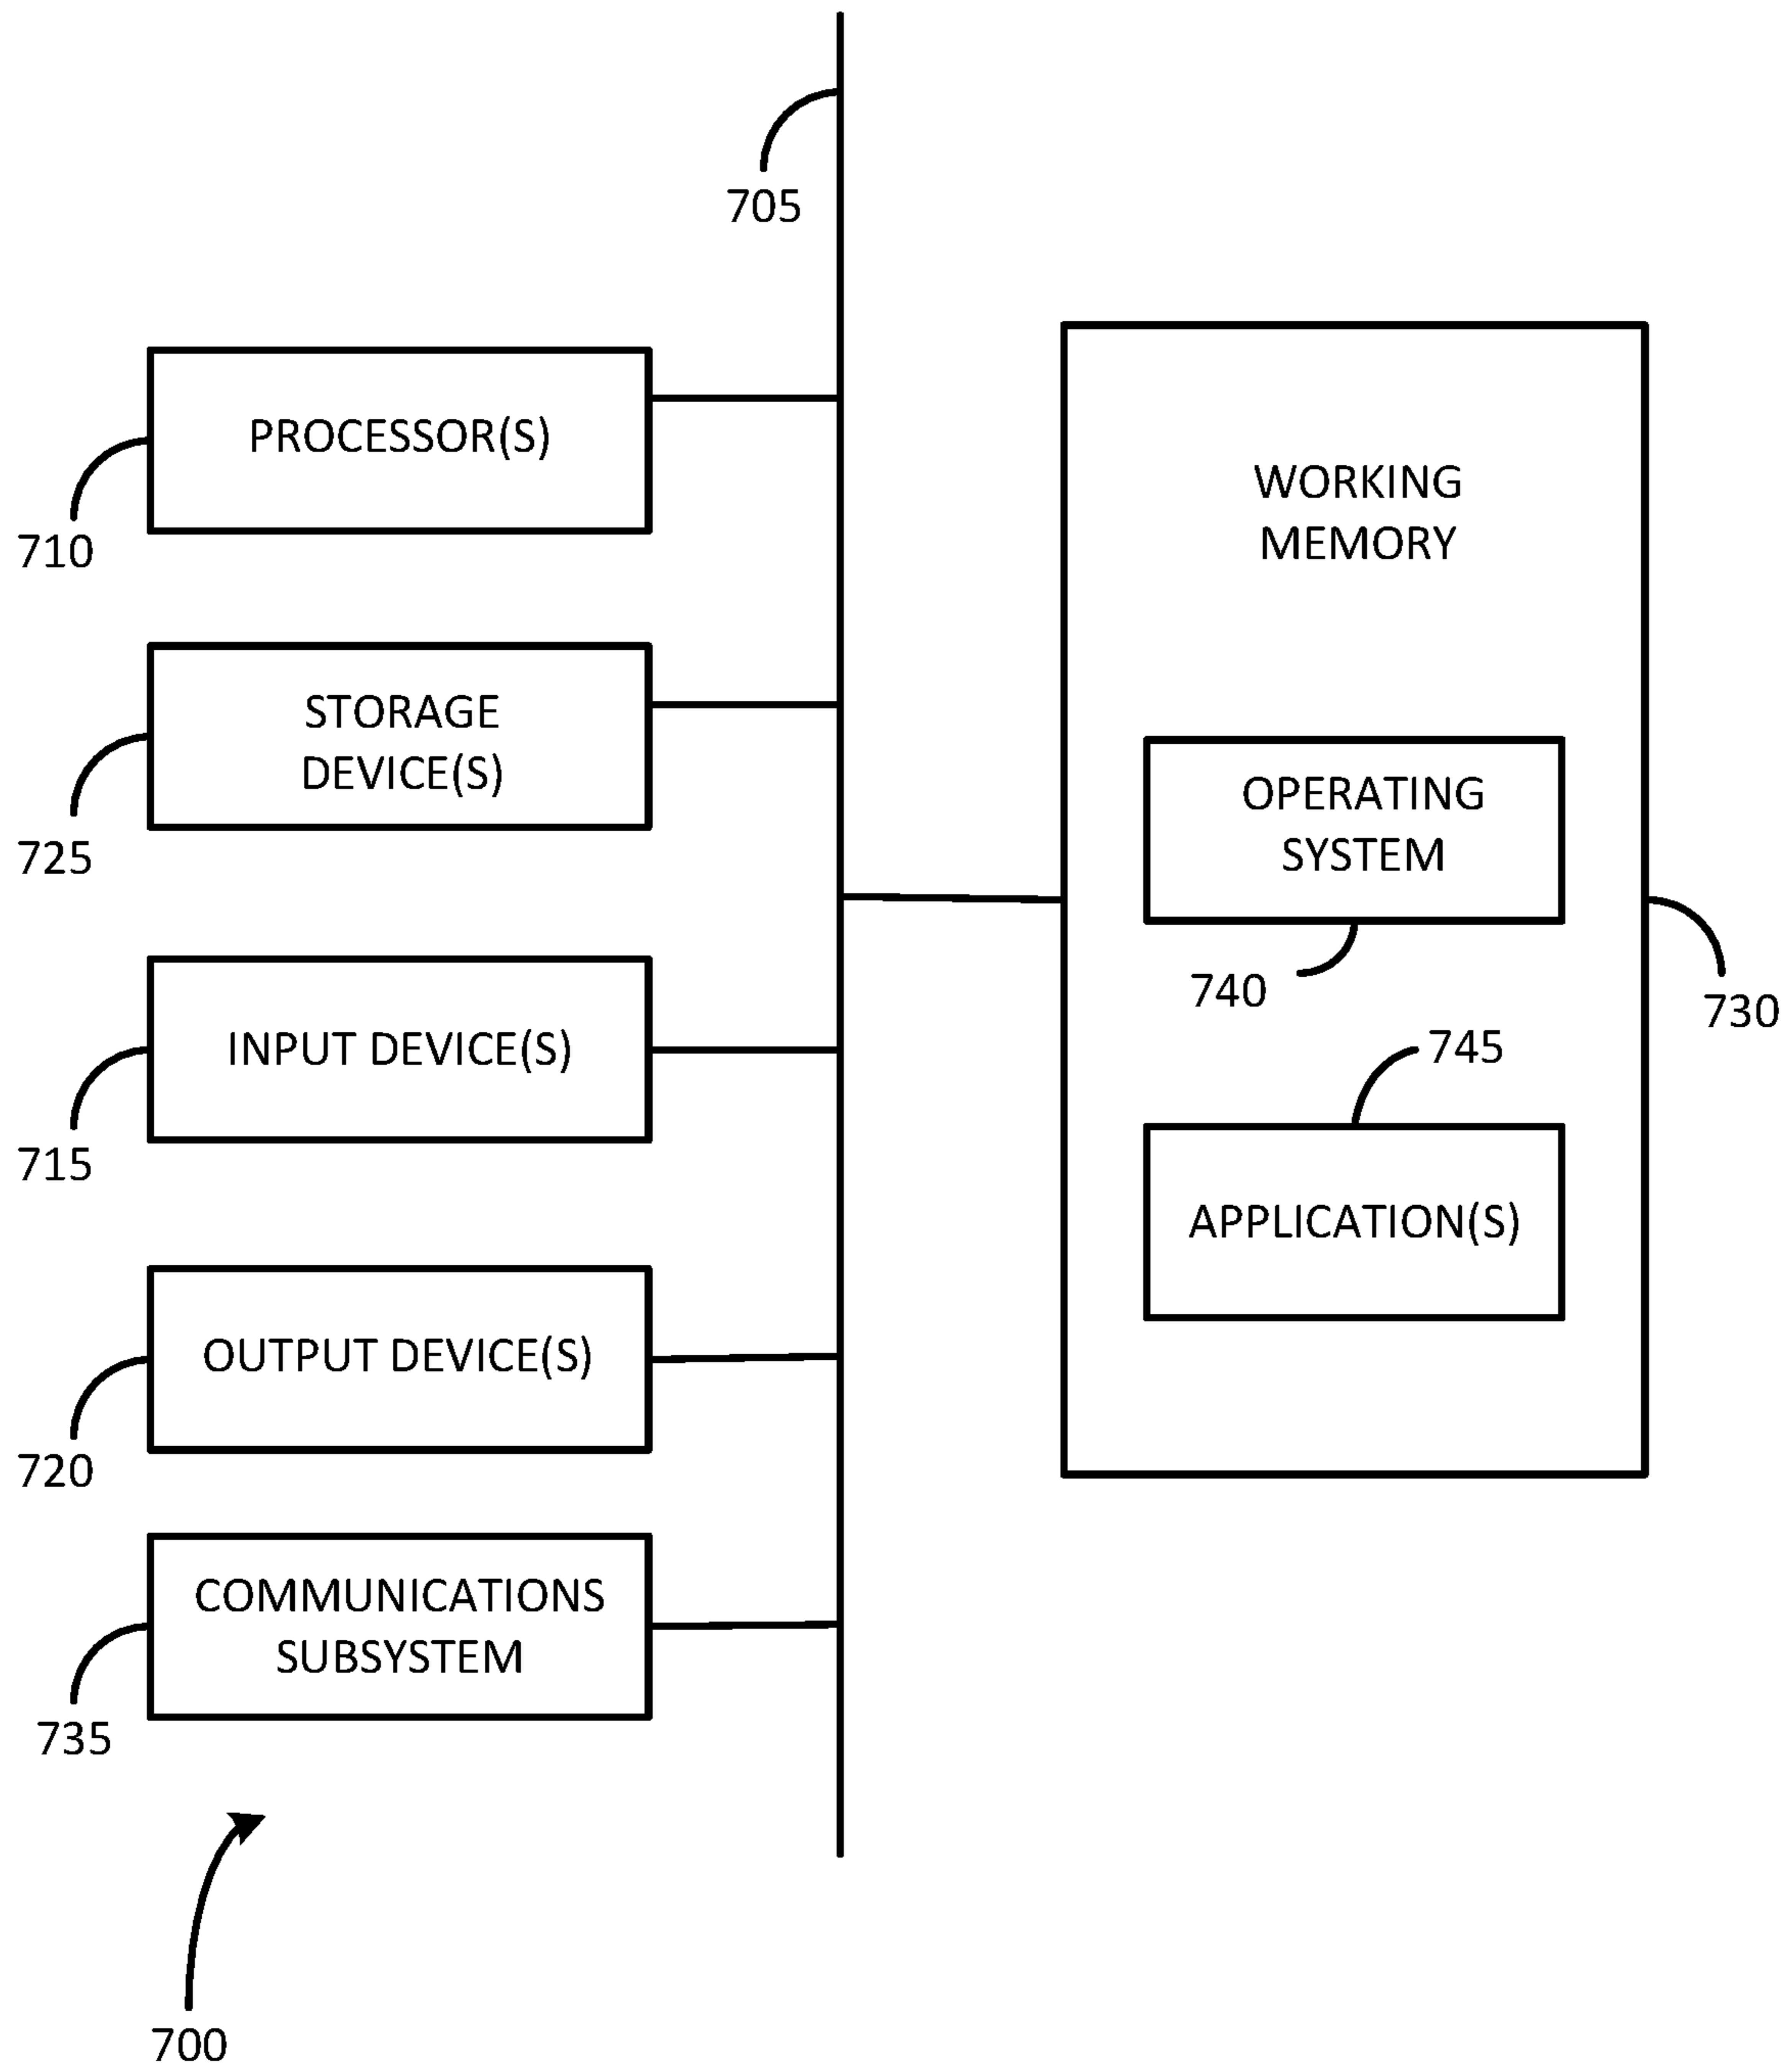 705
PROCESSOR(S)
710
STORAGE
DEVICE(S)
725
INPUT DEVICE(S)
715
OUTPUT DEVICE(S)
720
COMMUNICATIONS
SUBSYSTEM
735
700
WORKING
MEMORY
OPERATING
SYSTEM
740
730
745
APPLICATION(S)